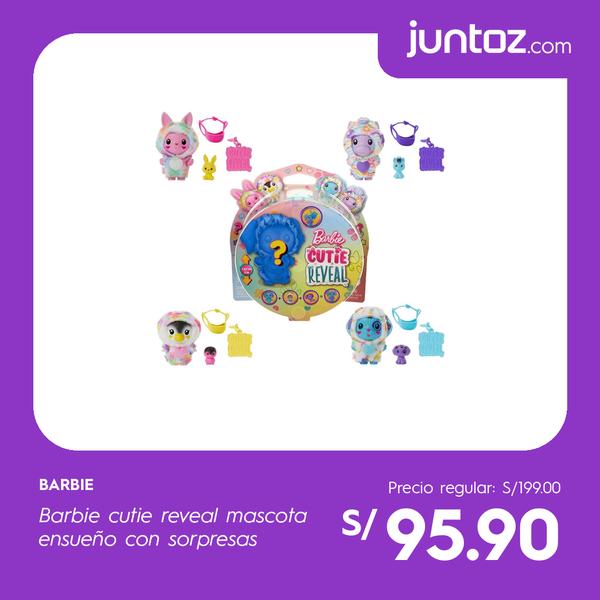 juntoz.com
Barbie
CUTIE
REVEAL
?
BARBIE
Barbie cutie reveal mascota
ensueño con sorpresas
Precio regular: S/199.00
S/95.90